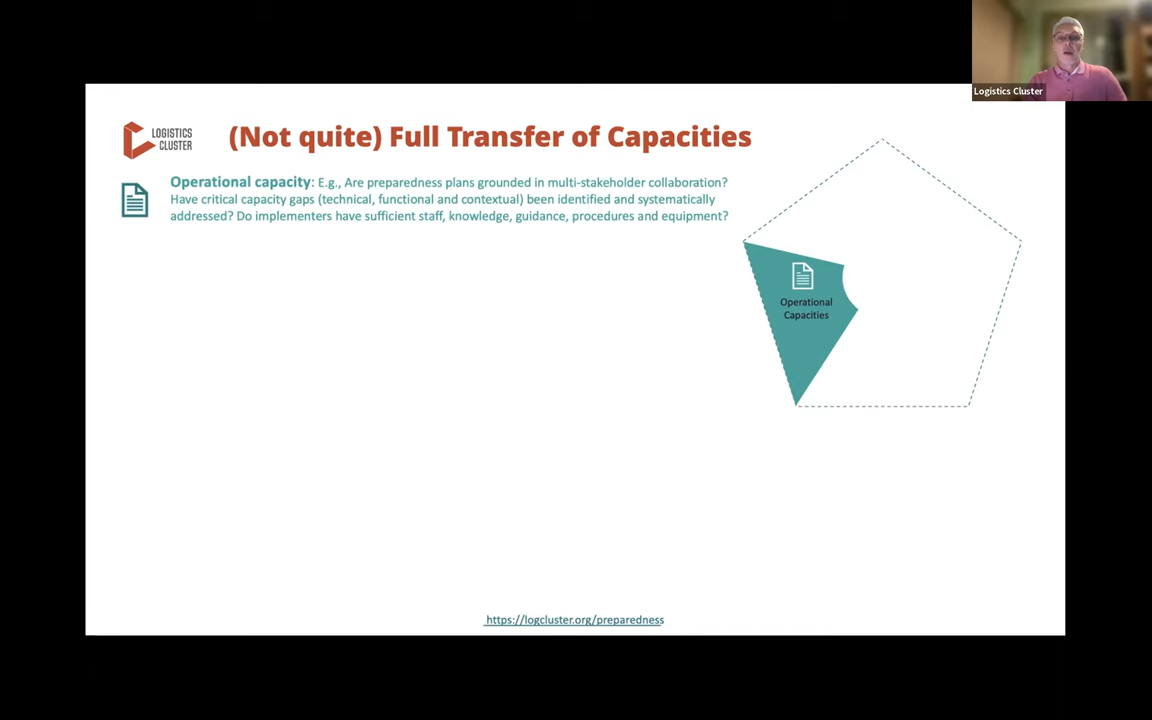 Logistics Cluster
LOGISTICS
CLUSTER
(Not quite) Full Transfer of Capacities
Operational capacity: E.g., Are preparedness plans grounded in multi-stakeholder collaboration?
Have critical capacity gaps (technical, functional and contextual) been identified and systematically
addressed? Do implementers have sufficient staff, knowledge, guidance, procedures and equipment?
Operational
Capacities
https://logcluster.org/preparedness